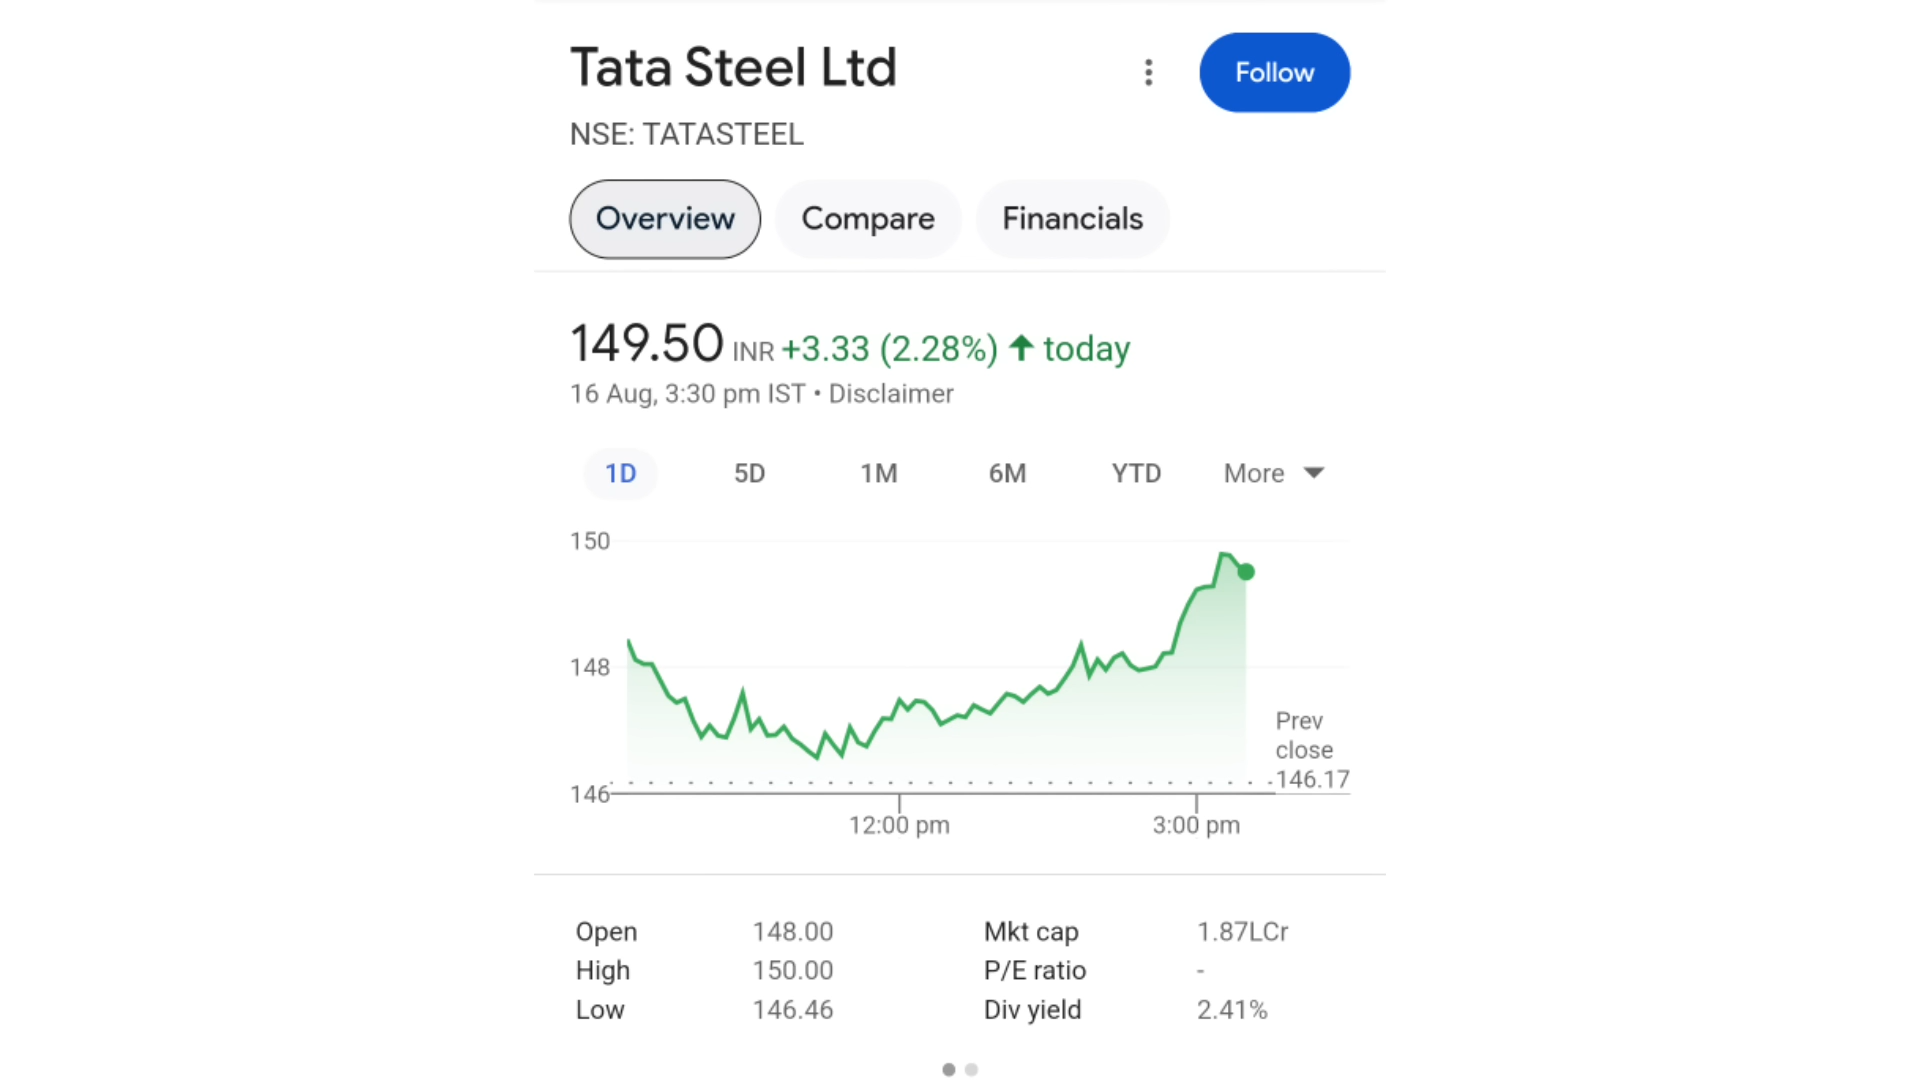 Tata Steel Ltd
Follow
NSE: TATASTEEL
Overview
Compare
Financials
149.50 INR +3.33 (2.28%) ↑ today
16 Aug, 3:30 pm IST • Disclaimer
1D 5D 1M 6M YTD More
150
148
146
Prev
close
146.17
12:00 pm 3:00 pm
Open 148.00 Mkt cap 1.87LCr
High 150.00 P/E ratio -
Low 146.46 Div yield 2.41%